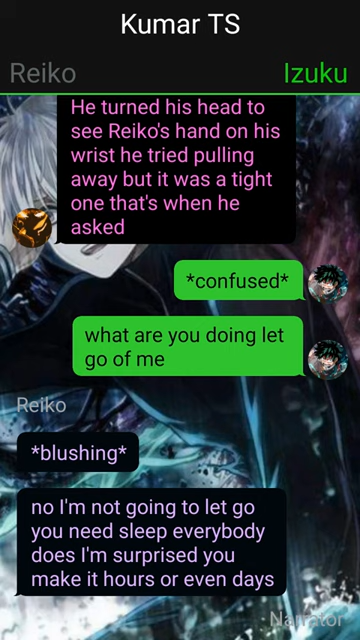 Kumar TS
Reiko
Izuku
He turned his head to
see Reiko's hand on his
wrist he tried pulling
away but it was a tight
one that's when he
asked
*confused*
what are you doing let
go of me
Reiko
*blushing*
no I'm not going to let go
you need sleep everybody
does I'm surprised you
make it hours or even days
Narrator